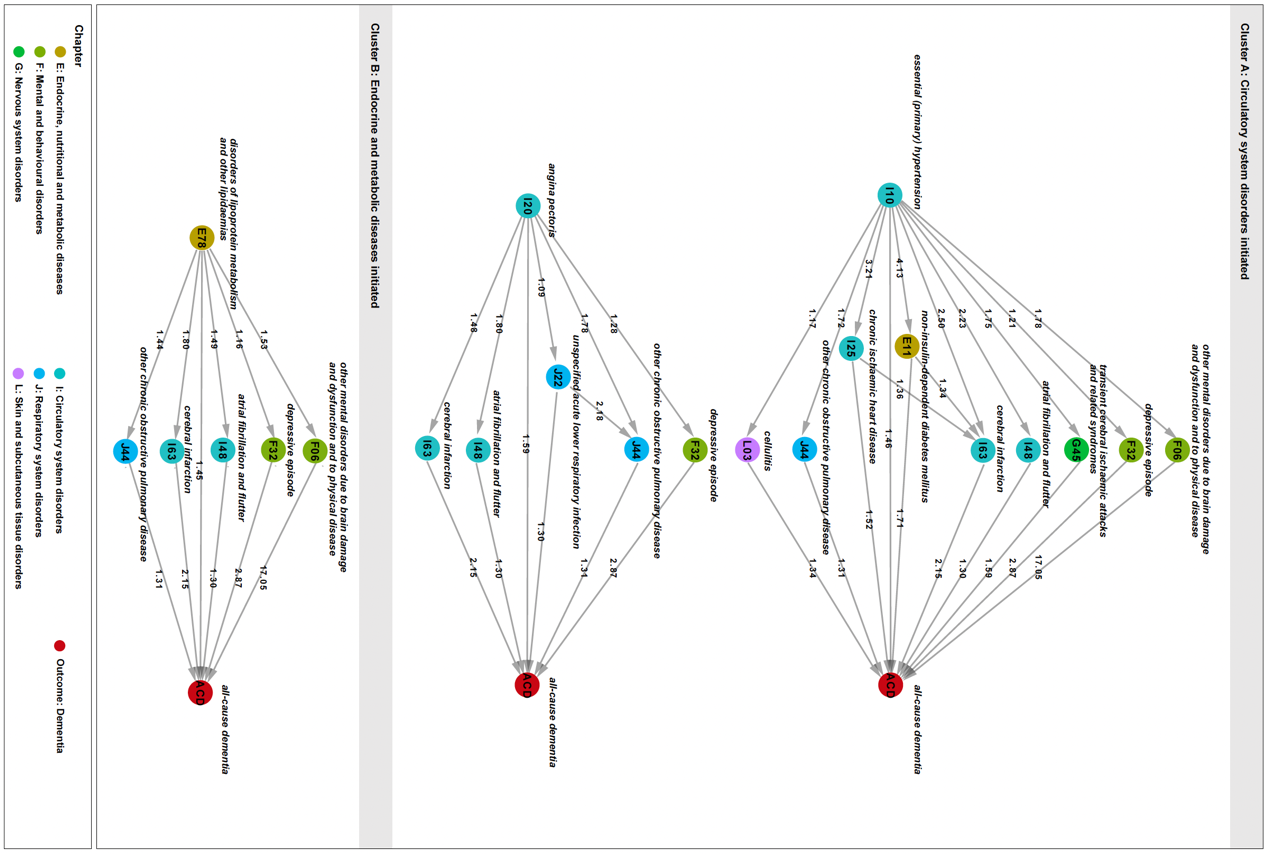 Cluster A: Circulatory system disorders initiated
other mental disorders due to brain damage
and dysfunction and to physical disease
F06
depressive episode
F32
transient cerebral ischaemic attacks
and related syndromes
G45
atrial fibrillation and flutter
I48
cerebral infarction
I63
essential (primary) hypertension
I10
non-insulin-dependent diabetes mellitus
E11
chronic ischaemic heart disease
I25
other chronic obstructive pulmonary disease
J44
cellulitis
L03
all-cause dementia
ACD
1.78
1.21
1.75
2.23
2.50
4.13
3.21
1.72
1.17
1.34
1.36
1.46
17.05
2.87
1.59
1.30
2.15
1.71
1.52
1.31
1.34
depressive episode
F32
other chronic obstructive pulmonary disease
J44
unspecified acute lower respiratory infection
J22
angina pectoris
I20
atrial fibrillation and flutter
I48
cerebral infarction
I63
all-cause dementia
ACD
1.28
1.78
1.09
2.18
1.59
1.80
1.48
2.87
1.31
1.30
1.30
2.15
Cluster B: Endocrine and metabolic diseases initiated
other mental disorders due to brain damage
and dysfunction and to physical disease
F06
depressive episode
F32
disorders of lipoprotein metabolism
and other lipidaemias
E78
atrial fibrillation and flutter
I48
cerebral infarction
I63
other chronic obstructive pulmonary disease
J44
all-cause dementia
ACD
1.53
1.16
1.49
1.80
1.44
1.45
17.05
2.87
1.30
2.15
1.31
Chapter
E: Endocrine, nutritional and metabolic diseases
F: Mental and behavioural disorders
G: Nervous system disorders
I: Circulatory system disorders
J: Respiratory system disorders
L: Skin and subcutaneous tissue disorders
Outcome: Dementia